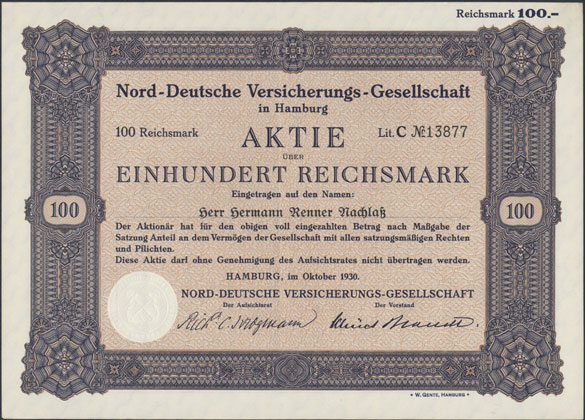 Reichsmark 100.–
Nord-Deutsche Versicherungs-Gesellschaft
in Hamburg
100 Reichsmark AKTIE Lit. C № 13877
ÜBER
EINHUNDERT REICHSMARK
Eingetragen auf den Namen:
Herr Hermann Renner Nachlaß
100 100
Der Aktionär hat für den obigen voll eingezahlten Betrag nach Maßgabe der
Satzung Anteil an dem Vermögen der Gesellschaft mit allen satzungsmäßigen Rechten
und Pflichten.
Diese Aktie darf ohne Genehmigung des Aufsichtsrates nicht übertragen werden.
HAMBURG, im Oktober 1930.
NORD-DEUTSCHE VERSICHERUNGS-GESELLSCHAFT
Der Aufsichtsrat Der Vorstand
W. GENTE, HAMBURG